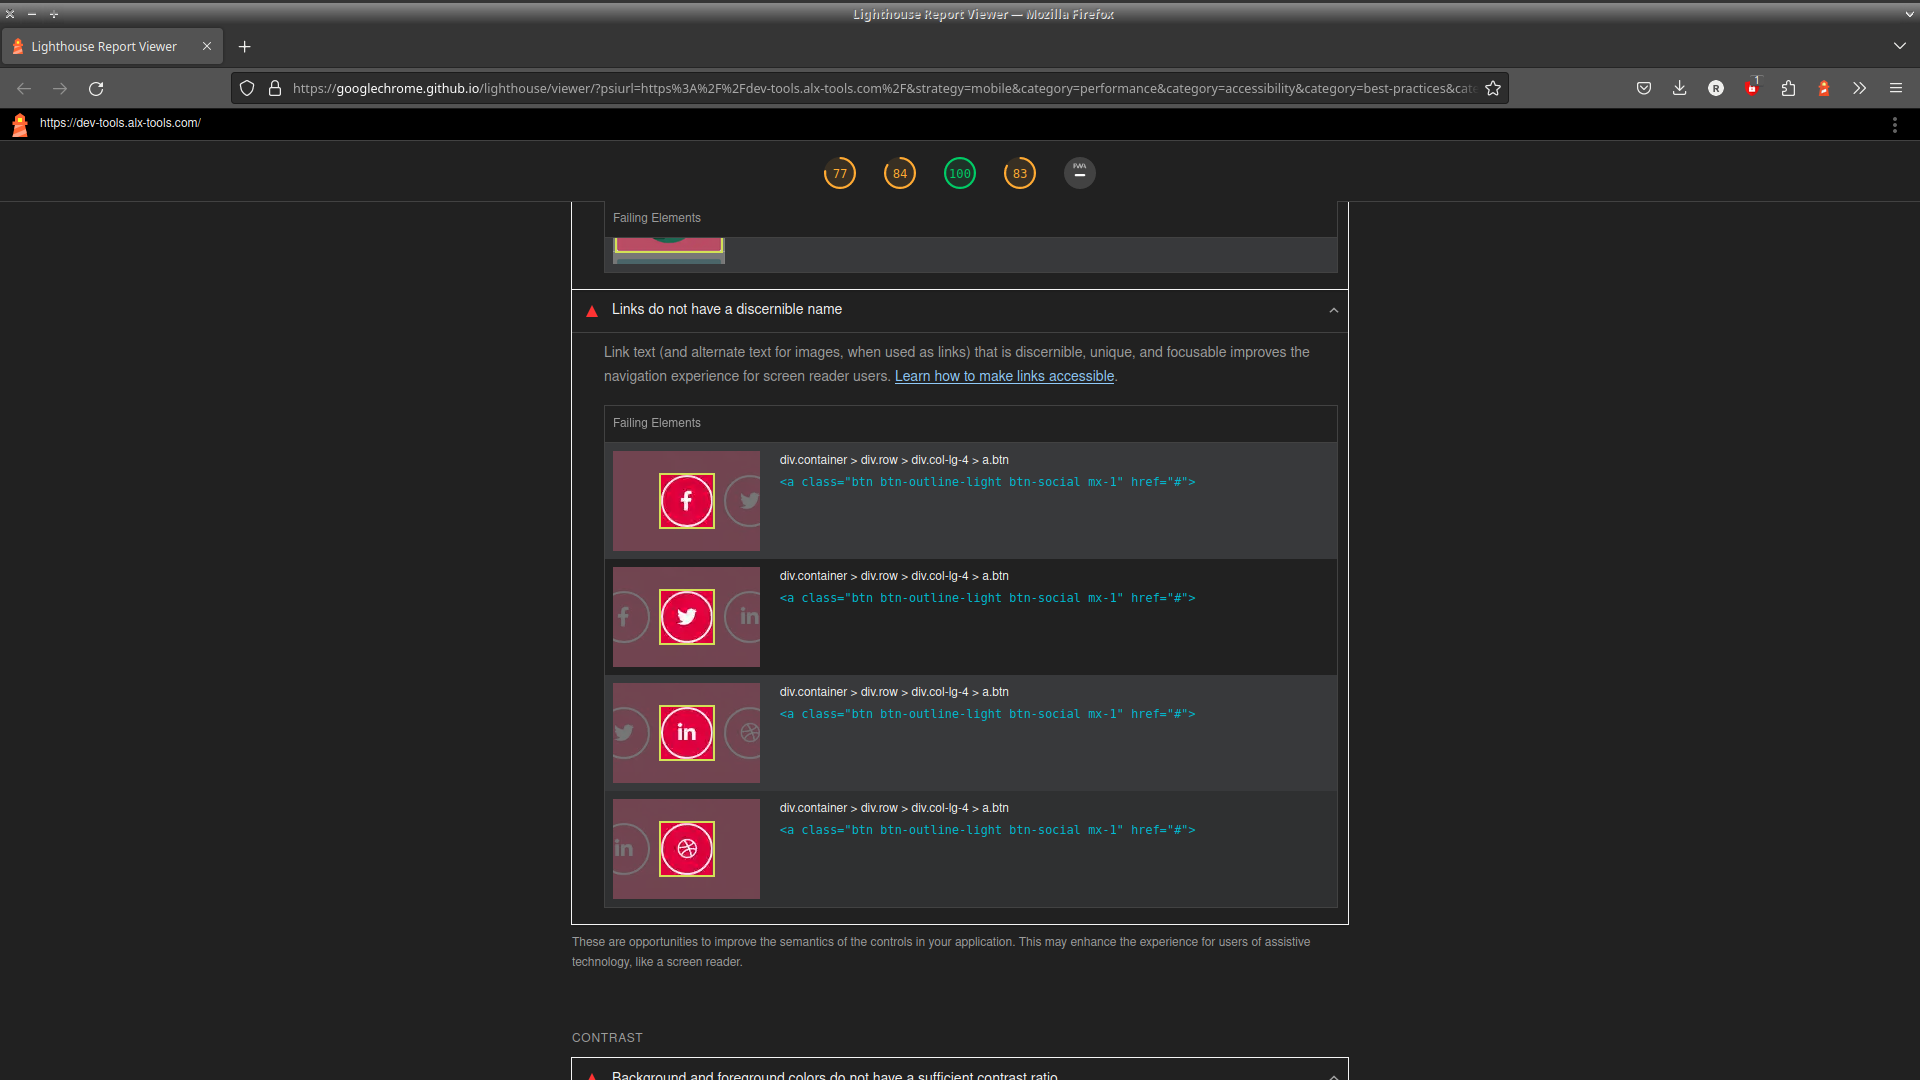 Lighthouse Report Viewer — Mozilla Firefox
Lighthouse Report Viewer
https://googlechrome.github.io/lighthouse/viewer/?psiurl=https%3A%2F%2Fdev-tools.alx-tools.com%2F&strategy=mobile&category=performance&category=accessibility&category=best-practices&cate
R
1
https://dev-tools.alx-tools.com/
77
84
100
83
PWA
Failing Elements
Links do not have a discernible name
Link text (and alternate text for images, when used as links) that is discernible, unique, and focusable improves the
navigation experience for screen reader users. Learn how to make links accessible.
Failing Elements
div.container > div.row > div.col-lg-4 > a.btn
<a class="btn btn-outline-light btn-social mx-1" href="#">
div.container > div.row > div.col-lg-4 > a.btn
<a class="btn btn-outline-light btn-social mx-1" href="#">
in
div.container > div.row > div.col-lg-4 > a.btn
<a class="btn btn-outline-light btn-social mx-1" href="#">
in
div.container > div.row > div.col-lg-4 > a.btn
<a class="btn btn-outline-light btn-social mx-1" href="#">
in
These are opportunities to improve the semantics of the controls in your application. This may enhance the experience for users of assistive
technology, like a screen reader.
CONTRAST
Background and foreground colors do not have a sufficient contrast ratio.